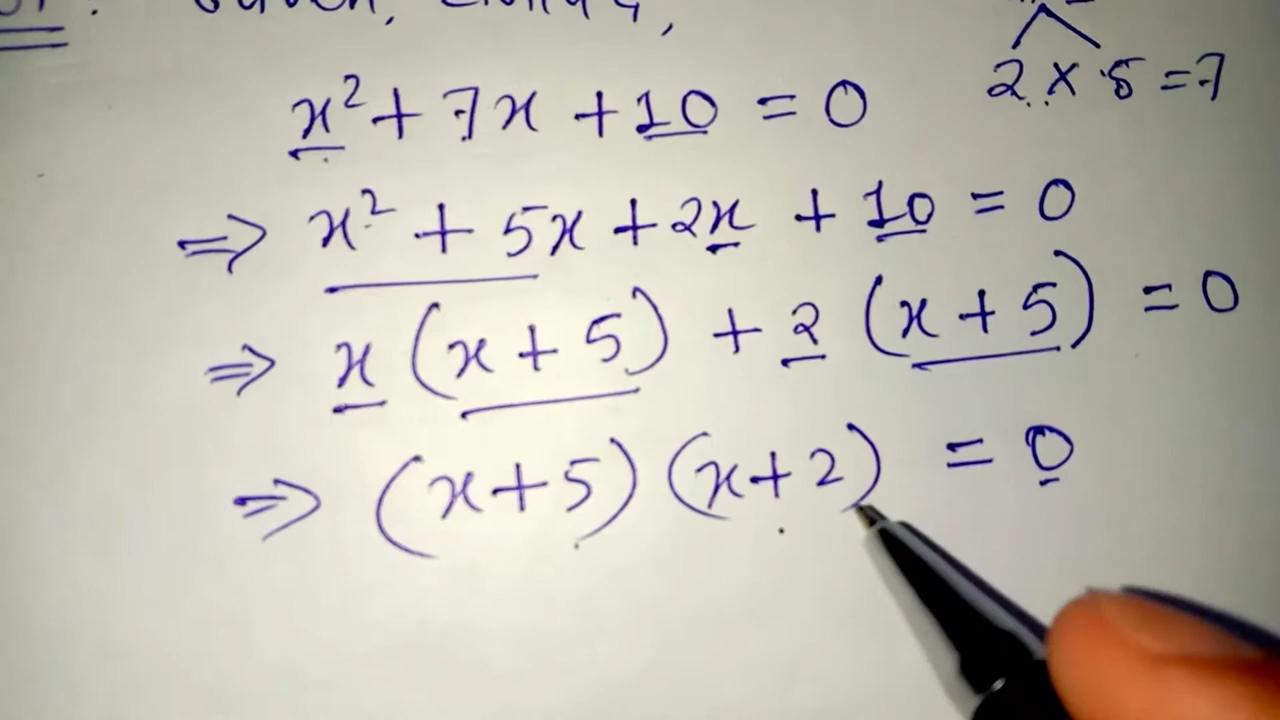 x² + 7x + 10 = 0
2 × 5 = 7
⇒ x² + 5x + 2x + 10 = 0
⇒ x (x + 5) + 2 (x + 5) = 0
⇒ (x + 5) (x + 2) = 0